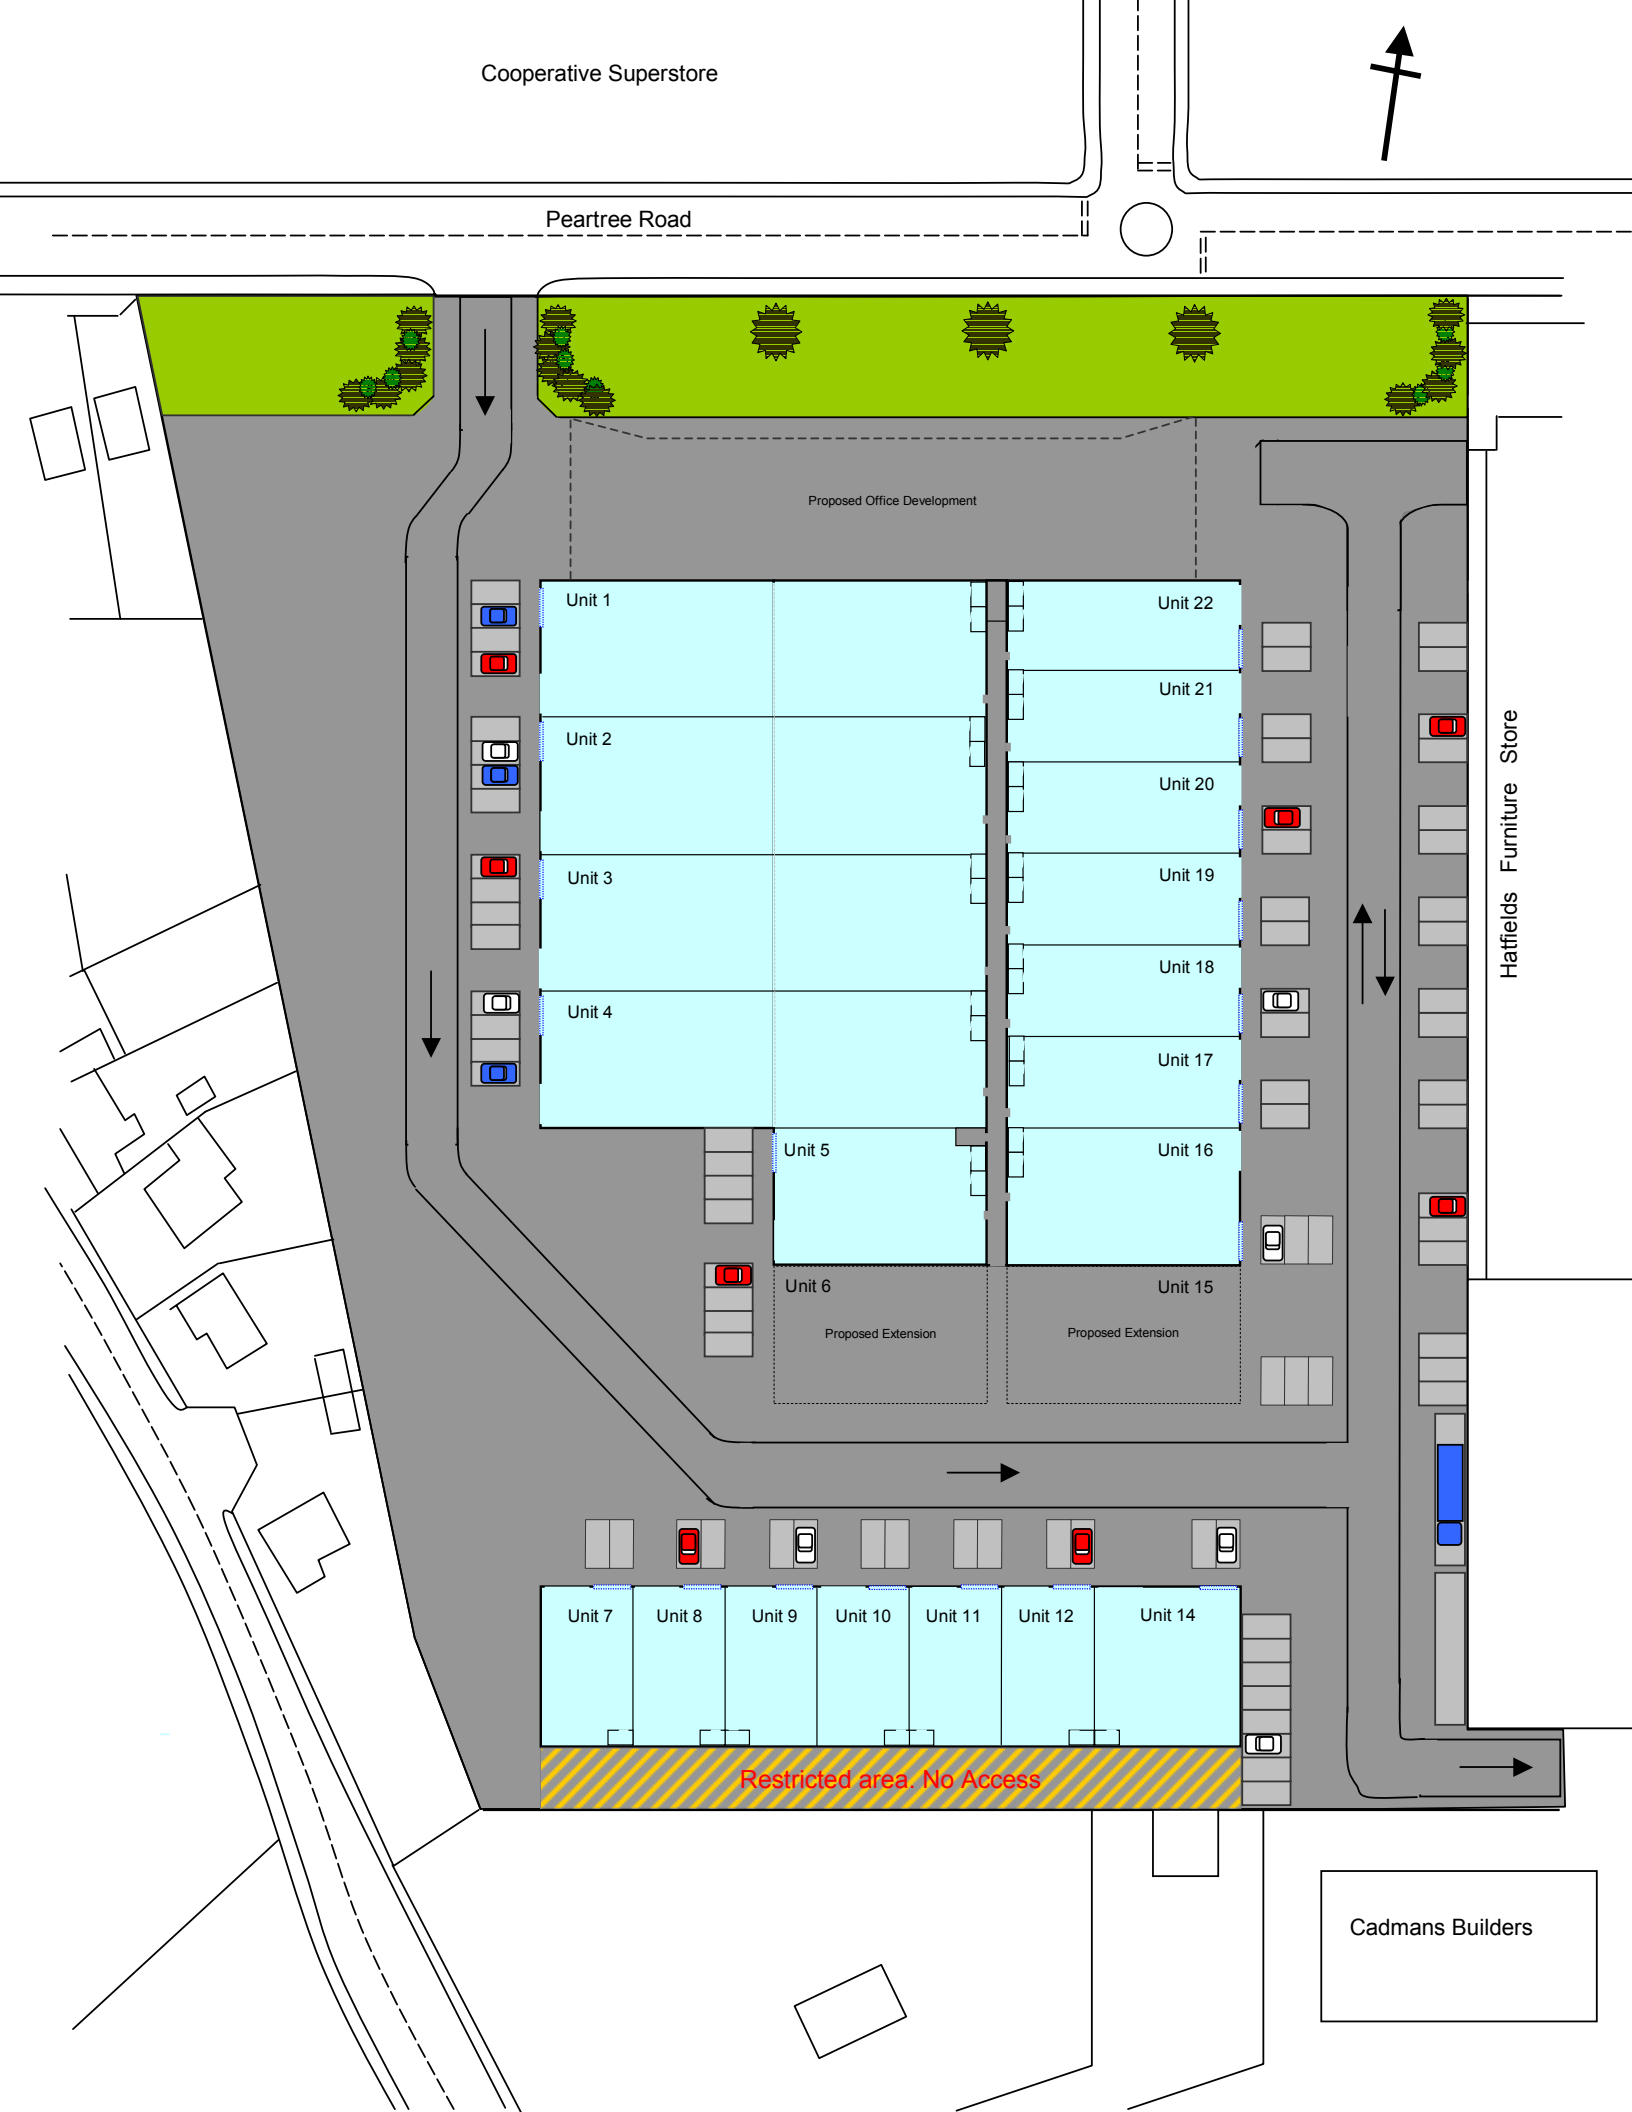 Cooperative Superstore
Peartree Road
Proposed Office Development
Unit 1
Unit 22
Unit 21
Unit 2
Unit 20
Unit 3
Unit 19
Hatfields Furniture Store
Unit 18
Unit 4
Unit 17
Unit 5
Unit 16
Unit 6
Unit 15
Proposed Extension
Proposed Extension
Unit 7
Unit 8
Unit 9
Unit 10
Unit 11
Unit 12
Unit 14
Restricted area. No Access
Cadmans Builders